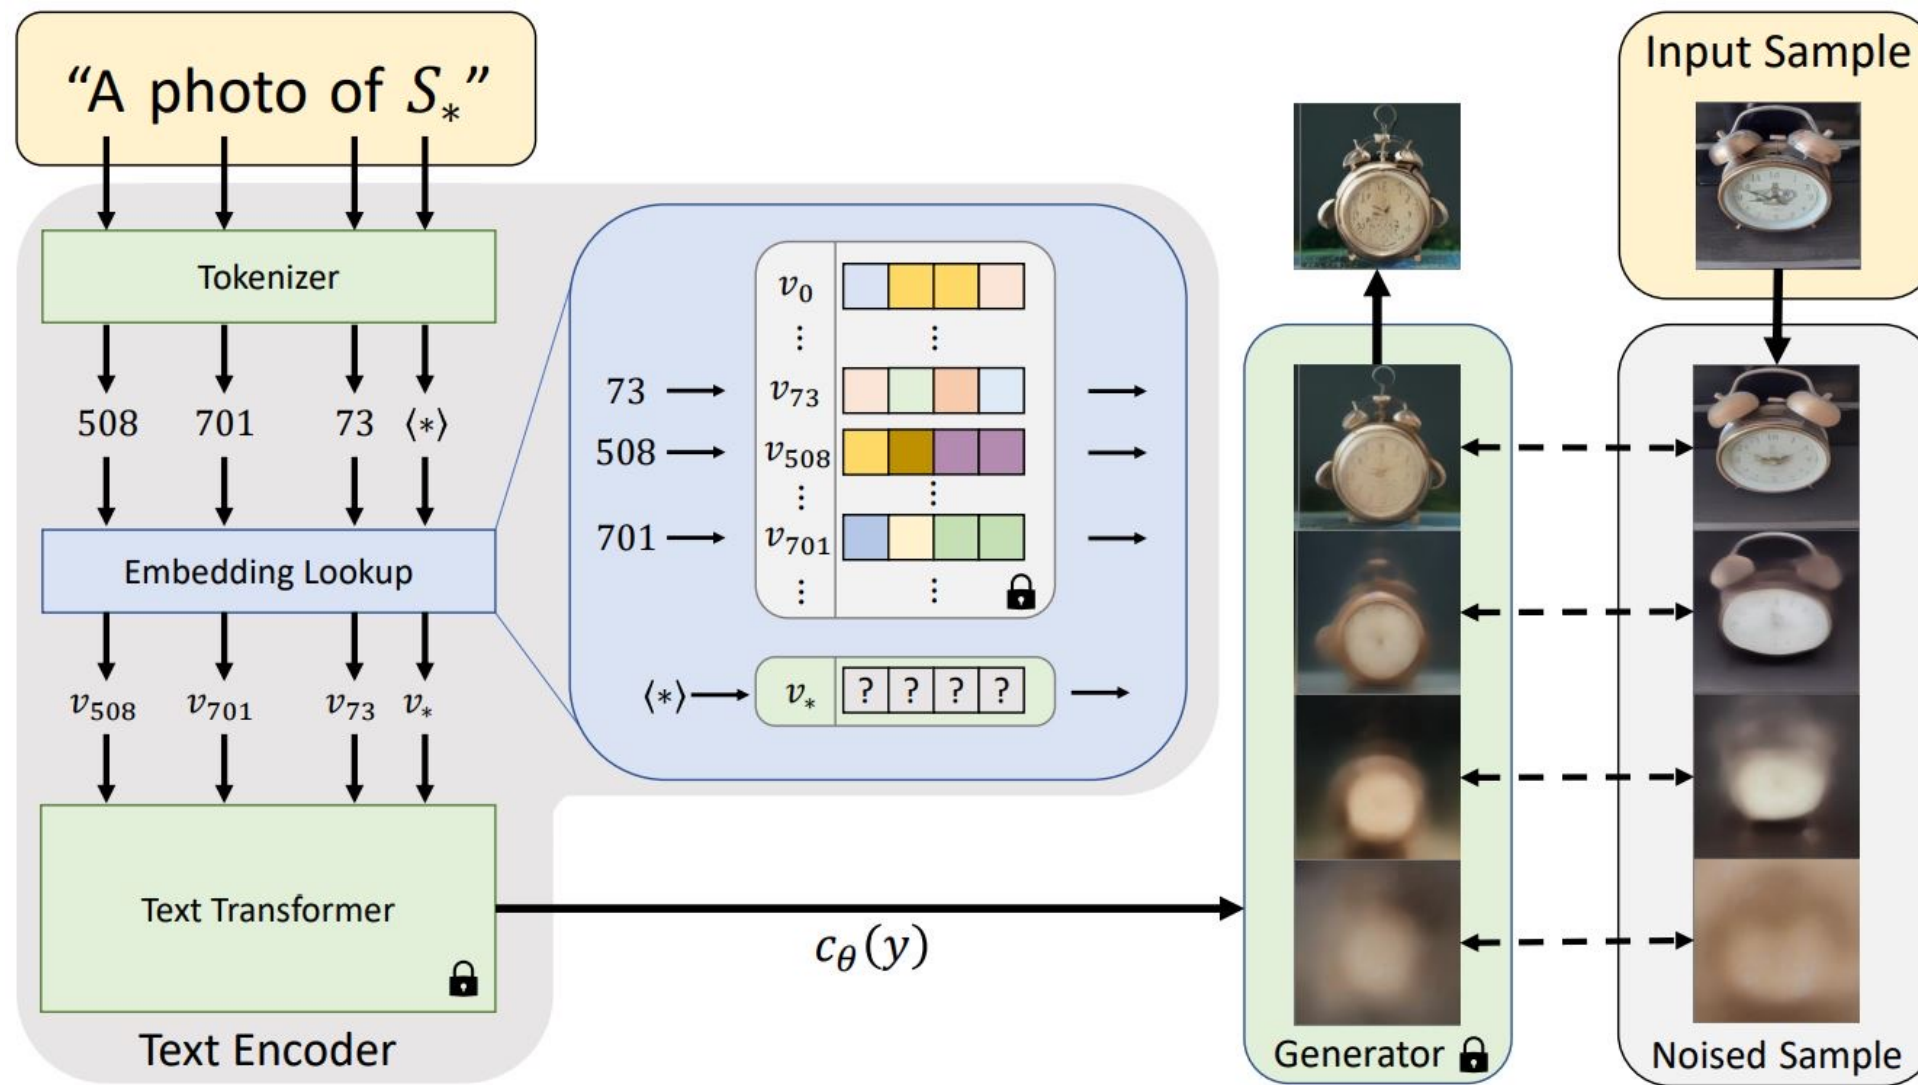 “A photo of S*”
Tokenizer
508 701 73 ⟨*⟩
Embedding Lookup
v508 v701 v73 v*
Text Transformer
Text Encoder
v0
⋮ ⋮
73 v73
508 v508
⋮ ⋮
701 v701
⋮ ⋮
⟨*⟩ v* ? ? ? ?
cθ(y)
Generator
Input Sample
Noised Sample